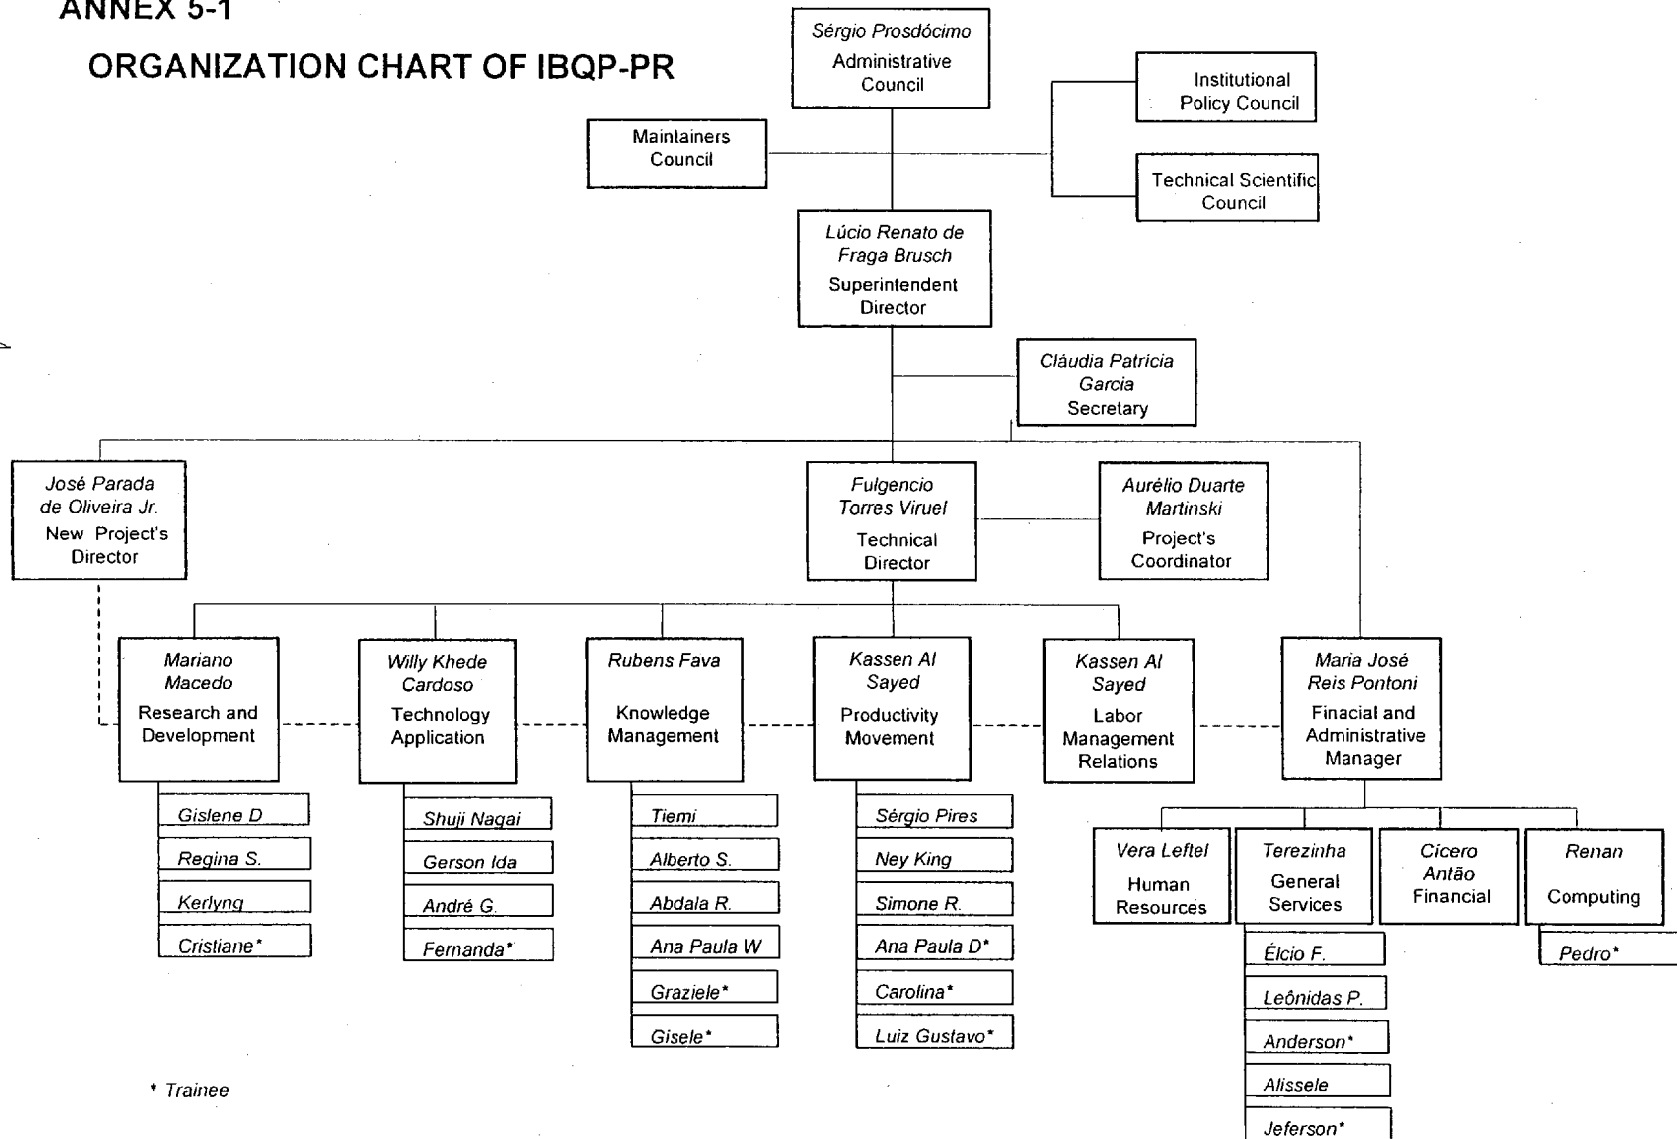 ANNEX 5-1
ORGANIZATION CHART OF IBQP-PR
Sérgio Prosdócimo
Administrative
Council
Institutional
Policy Council
Maintainers
Council
Technical Scientific
Council
Lúcio Renato de
Fraga Brusch
Superintendent
Director
Cláudia Patrícia
Garcia
Secretary
José Parada
de Oliveira Jr.
New Project's
Director
Fulgencio
Torres Viruel
Technical
Director
Aurélio Duarte
Martinski
Project's
Coordinator
Mariano
Macedo
Research and
Development
Willy Khede
Cardoso
Technology
Application
Rubens Fava
Knowledge
Management
Kassen Al
Sayed
Productivity
Movement
Kassen Al
Sayed
Labor
Management
Relations
Maria José
Reis Pontoni
Finacial and
Administrative
Manager
Gislene D
Regina S.
Kerlyng
Cristiane*
Shuji Nagai
Gerson Ida
André G.
Fernanda*
Tiemi
Alberto S.
Abdala R.
Ana Paula W
Graziele*
Gisele*
Sérgio Pires
Ney King
Simone R.
Ana Paula D*
Carolina*
Luiz Gustavo*
Vera Leftel
Human
Resources
Terezinha
General
Services
Cícero
Antão
Financial
Renan
Computing
Élcio F.
Leônidas P.
Anderson*
Alissele
Jeferson*
Pedro*
* Trainee